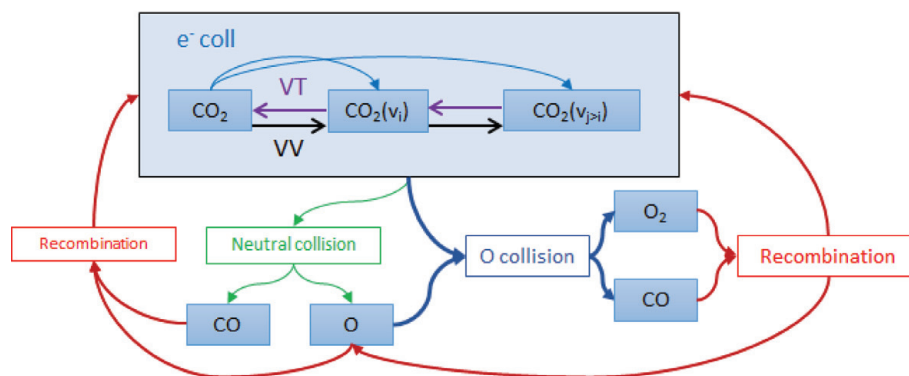 e⁻ coll
VT
CO₂
CO₂(vᵢ)
CO₂(vⱼ>ᵢ)
VV
O₂
Recombination
Neutral collision
O collision
Recombination
CO
CO
O